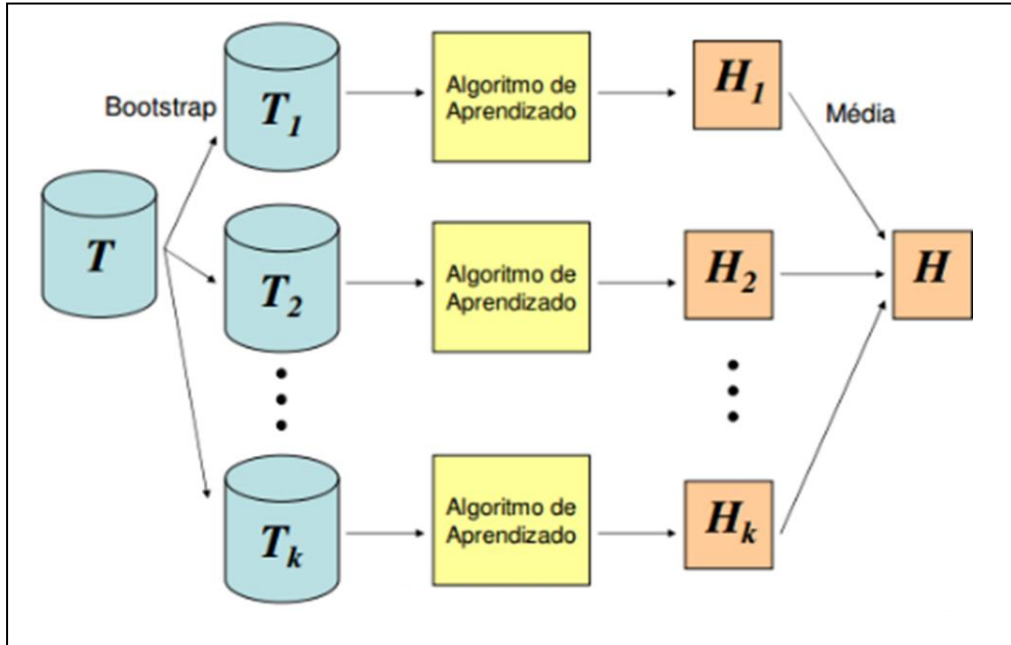 Bootstrap
T
T1
Algoritmo de
Aprendizado
H1
Média
T2
Algoritmo de
Aprendizado
H2
H
Tk
Algoritmo de
Aprendizado
Hk